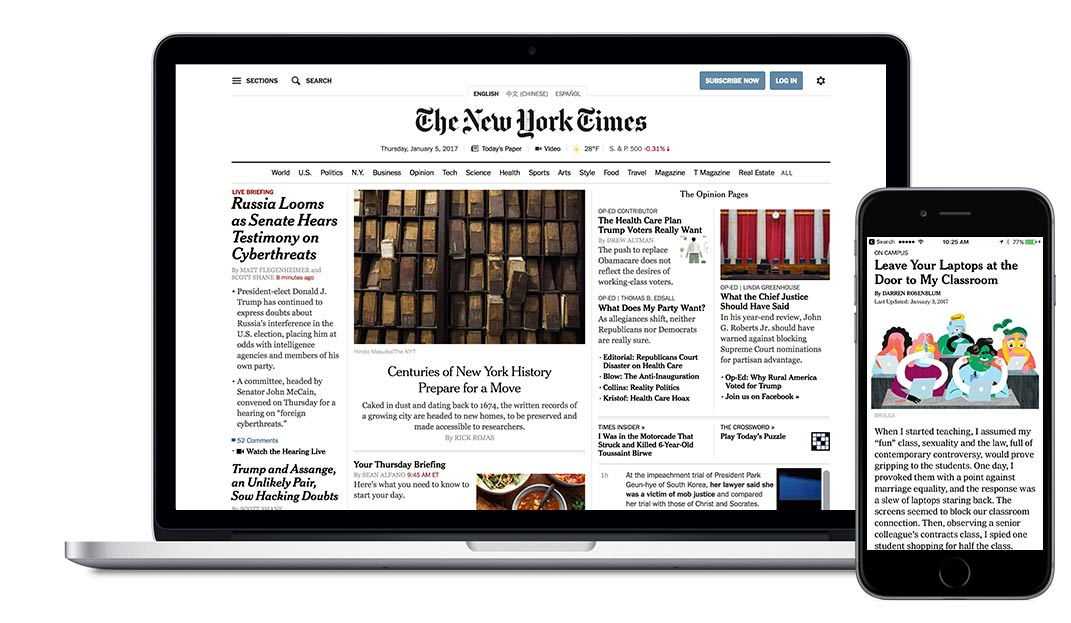 SECTIONS
SEARCH
SUBSCRIBE NOW
LOG IN
ENGLISH 中文 (CHINESE) ESPAÑOL
The New York Times
Thursday, January 5, 2017
Today's Paper
Video
28°F
S. & P. 500 -0.31%↓
World U.S. Politics N.Y. Business Opinion Tech Science Health Sports Arts Style Food Travel Magazine T Magazine Real Estate ALL
LIVE BRIEFING
Russia Looms
as Senate Hears
Testimony on
Cyberthreats
By MATT FLEGENHEIMER and
SCOTT SHANE 8 minutes ago
• President-elect Donald J.
Trump has continued to
express doubts about
Russia's interference in the
U.S. election, placing him at
odds with intelligence
agencies and members of his
own party.
• A committee, headed by
Senator John McCain,
convened on Thursday for a
hearing on "foreign
cyberthreats."
52 Comments
• Watch the Hearing Live
Trump and Assange,
an Unlikely Pair,
Sow Hacking Doubts
By SCOTT SHANE
Hiroko Masuike/The NYT
Centuries of New York History
Prepare for a Move
Caked in dust and dating back to 1674, the written records of
a growing city are headed to new homes, to be preserved and
made accessible to researchers.
By RICK ROJAS
Your Thursday Briefing
By SEAN ALFANO 9:45 AM ET
Here's what you need to know to
start your day.
The Opinion Pages
OP-ED CONTRIBUTOR
The Health Care Plan
Trump Voters Really Want
By DREW ALTMAN
The push to replace
Obamacare does not
reflect the desires of
working-class voters.
OP-ED | THOMAS B. EDSALL
What Does My Party Want?
As allegiances shift, neither
Republicans nor Democrats
are really sure.
• Editorial: Republicans Court
Disaster on Health Care
• Blow: The Anti-Inauguration
• Collins: Reality Politics
• Kristof: Health Care Hoax
OP-ED | LINDA GREENHOUSE
What the Chief Justice
Should Have Said
In his year-end review, John
G. Roberts Jr. should have
warned against blocking
Supreme Court nominations
for partisan advantage.
• Op-Ed: Why Rural America
Voted for Trump
• Join us on Facebook »
TIMES INSIDER »
I Was in the Motorcade That
Struck and Killed 6-Year-Old
Toussaint Birwe
THE CROSSWORD »
Play Today's Puzzle
1h
At the impeachment trial of President Park
Geun-hye of South Korea, her lawyer said she
was a victim of mob justice and compared
her trial with those of Christ and Socrates.
Search
10:25 AM
77%
ON CAMPUS
Leave Your Laptops at the
Door to My Classroom
By DARREN ROSENBLUM
Last Updated: January 3, 2017
BROLGA
When I started teaching, I assumed my
"fun" class, sexuality and the law, full of
contemporary controversy, would prove
gripping to the students. One day, I
provoked them with a point against
marriage equality, and the response was
a slew of laptops staring back. The
screens seemed to block our classroom
connection. Then, observing a senior
colleague's contracts class, I spied one
student shopping for half the class.